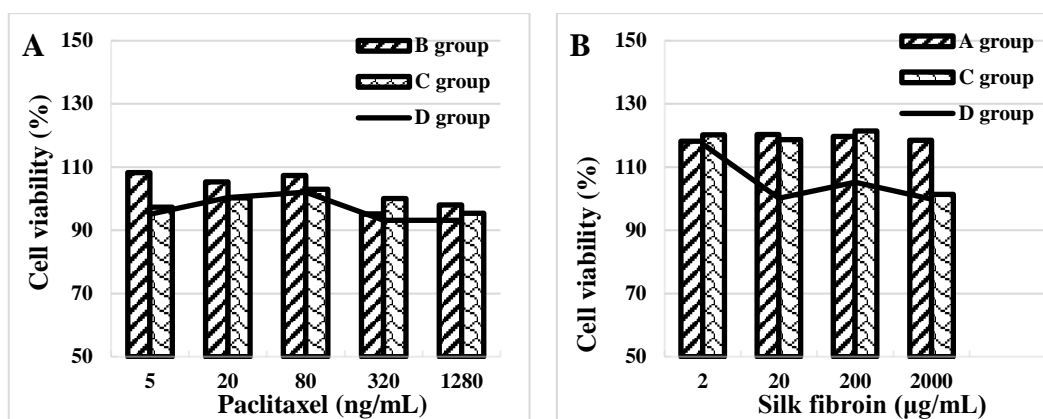 A
B group
C group
D group
Cell viability (%)
150
130
110
90
70
50
5 20 80 320 1280
Paclitaxel (ng/mL)
B
A group
C group
D group
Cell viability (%)
150
130
110
90
70
50
2 20 200 2000
Silk fibroin (μg/mL)